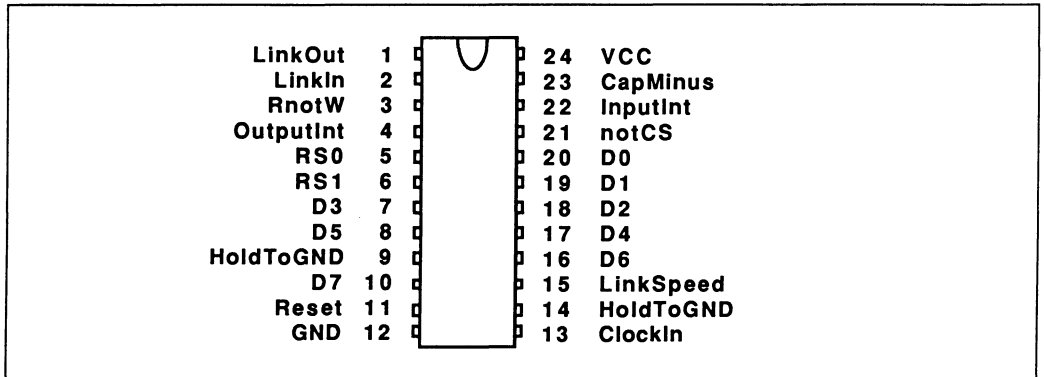 LinkOut 1 24 VCC
LinkIn 2 23 CapMinus
RnotW 3 22 InputInt
OutputInt 4 21 notCS
RS0 5 20 D0
RS1 6 19 D1
D3 7 18 D2
D5 8 17 D4
HoldToGND 9 16 D6
D7 10 15 LinkSpeed
Reset 11 14 HoldToGND
GND 12 13 ClockIn